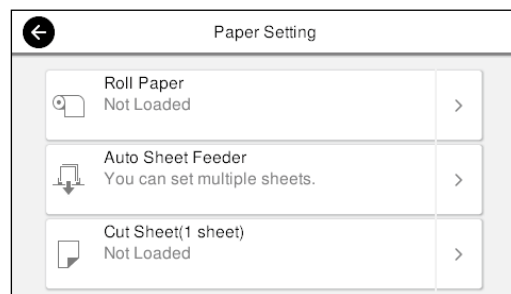 Paper Setting
Roll Paper
Not Loaded
Auto Sheet Feeder
You can set multiple sheets.
Cut Sheet(1 sheet)
Not Loaded